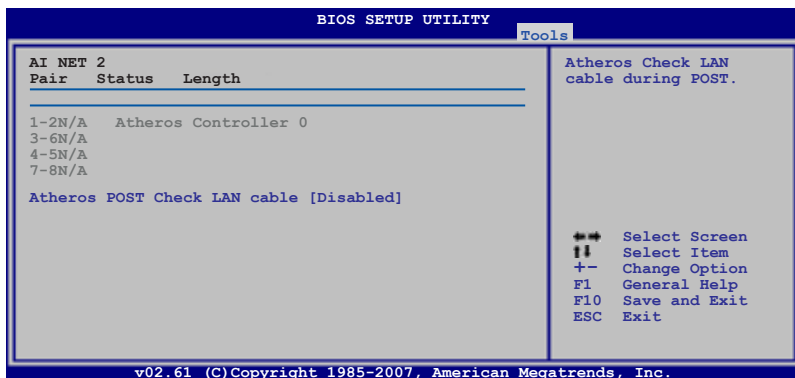 BIOS SETUP UTILITY
Tools
AI NET 2
Pair Status Length
1-2N/A Atheros Controller 0
3-6N/A
4-5N/A
7-8N/A
Atheros POST Check LAN cable [Disabled]
Atheros Check LAN
cable during POST.
Select Screen
Select Item
+- Change Option
F1 General Help
F10 Save and Exit
ESC Exit
v02.61 (C)Copyright 1985-2007, American Megatrends, Inc.